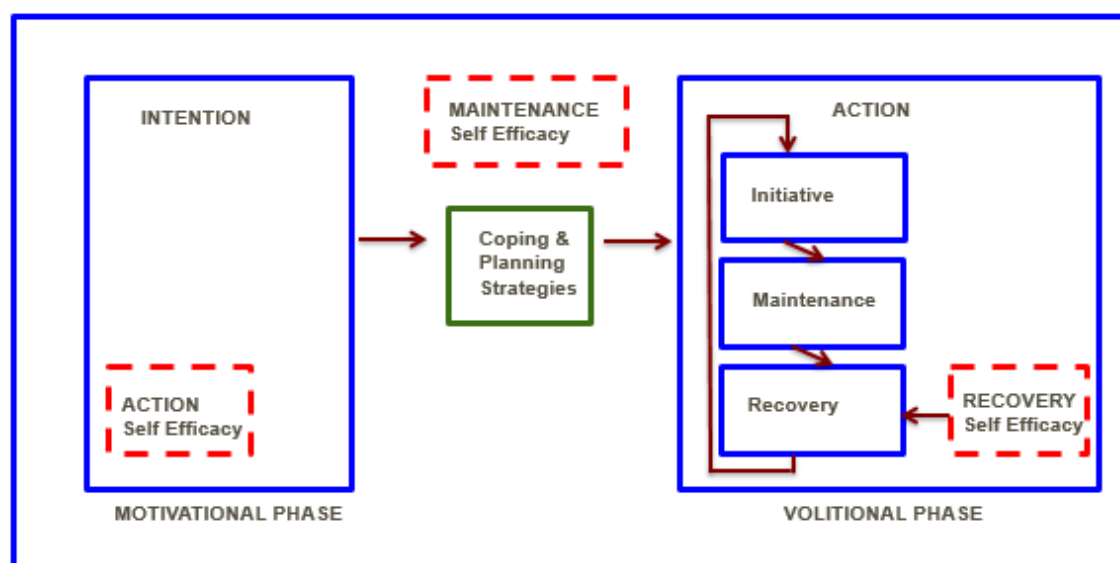 INTENTION
ACTION
Self Efficacy
MOTIVATIONAL PHASE
MAINTENANCE
Self Efficacy
Coping &
Planning
Strategies
ACTION
Initiative
Maintenance
Recovery
RECOVERY
Self Efficacy
VOLITIONAL PHASE